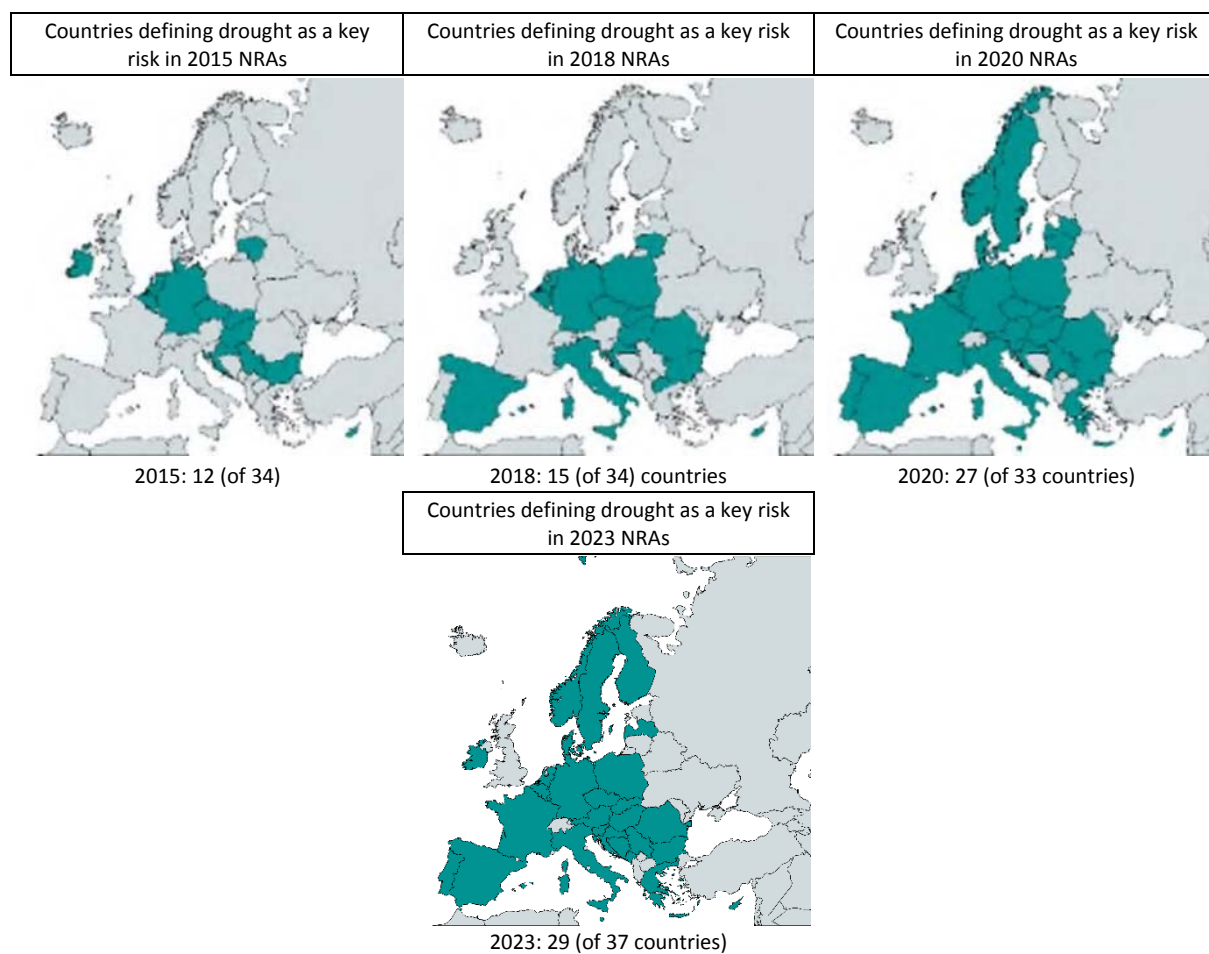 Countries defining drought as a key
risk in 2015 NRAs
Countries defining drought as a key risk
in 2018 NRAs
Countries defining drought as a key risk
in 2020 NRAs
2015: 12 (of 34)
2018: 15 (of 34) countries
2020: 27 (of 33 countries)
Countries defining drought as a key risk
in 2023 NRAs
2023: 29 (of 37 countries)